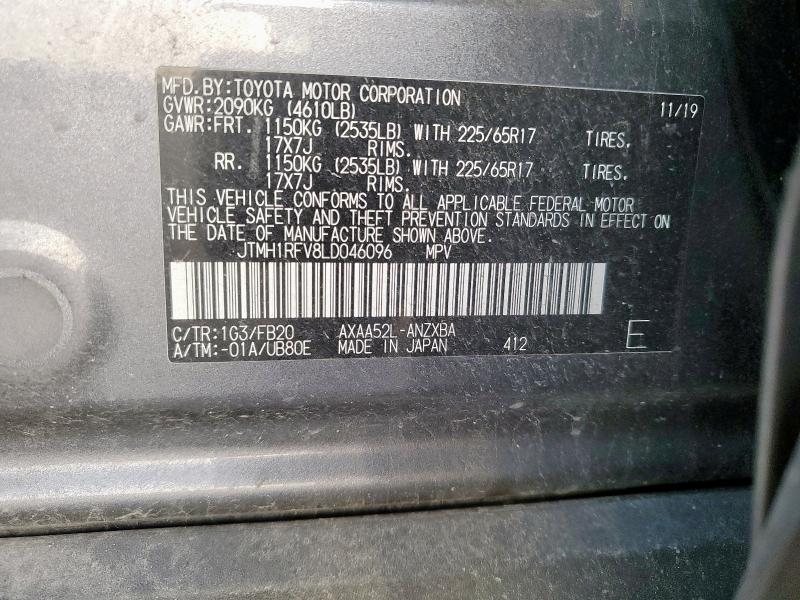 MFD.BY:TOYOTA MOTOR CORPORATION 11/19
GVWR:2090KG (4610LB)
GAWR:FRT. 1150KG (2535LB) WITH 225/65R17 TIRES.
17X7J RIMS.
RR. 1150KG (2535LB) WITH 225/65R17 TIRES.
17X7J RIMS.
THIS VEHICLE CONFORMS TO ALL APPLICABLE FEDERAL MOTOR
VEHICLE SAFETY AND THEFT PREVENTION STANDARDS IN EFFECT ON
THE DATE OF MANUFACTURE SHOWN ABOVE.
JTMH1RFV8LD046096 MPV
C/TR:1G3/FB20 AXAA52L-ANZXBA E
A/TM:-01A/UB80E MADE IN JAPAN 412